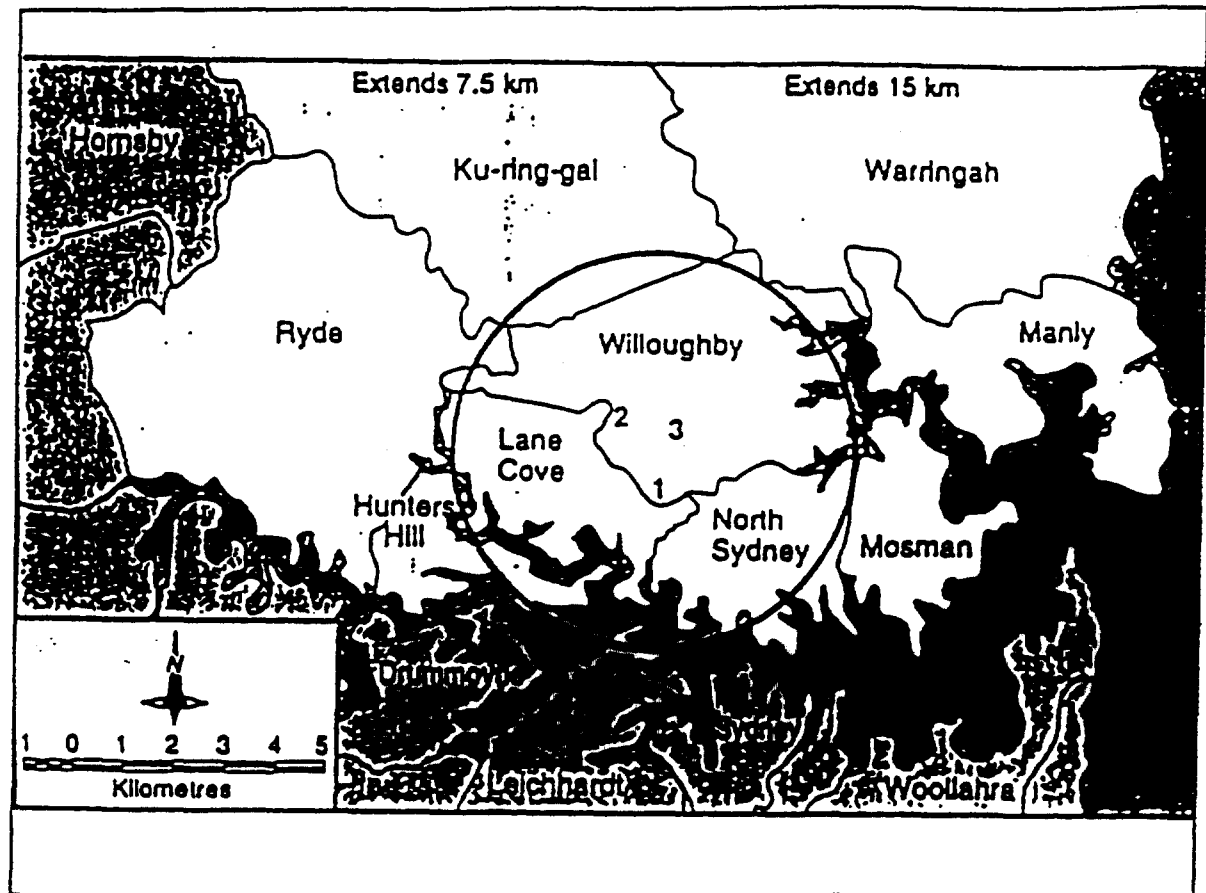 Extends 7.5 km
Extends 15 km
Hornsby
Ku-ring-gai
Warringah
Ryde
Willoughby
Manly
2
3
Lane
Cove
1
Hunters
Hill
North
Sydney
Mosman
N
Drummoyne
Sydney
1 0 1 2 3 4 5
Kilometres
Leichhardt
Woollahra